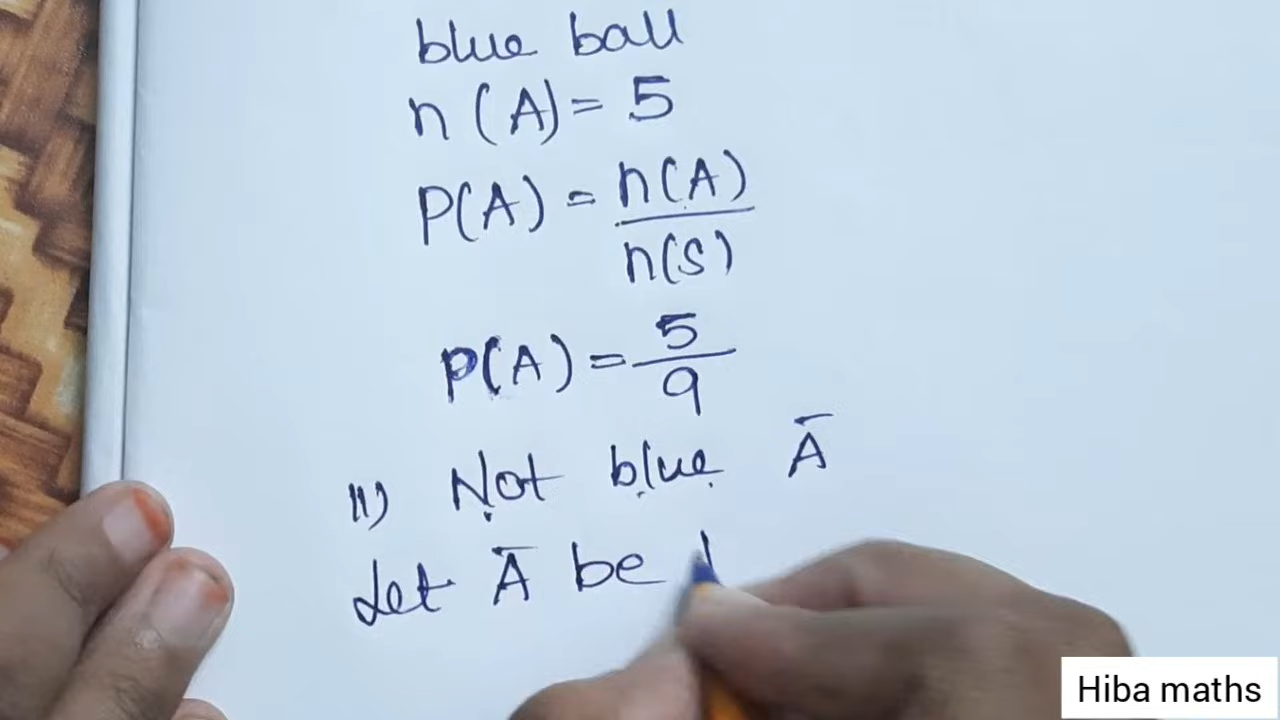 blue ball
n(A) = 5
P(A) = n(A)/n(S)
P(A) = 5/9
ii) Not blue Ā
Let Ā be
Hiba maths